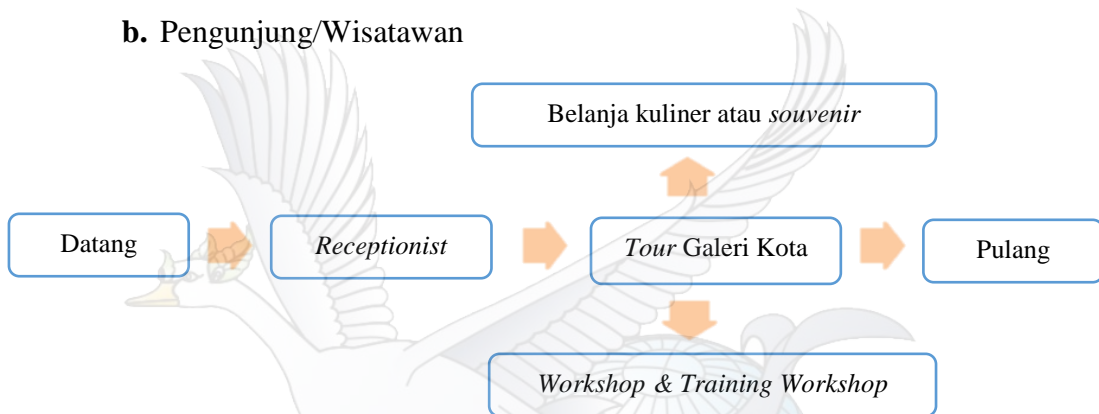 b. Pengunjung/Wisatawan
Belanja kuliner atau souvenir
Datang
Receptionist
Tour Galeri Kota
Pulang
Workshop & Training Workshop